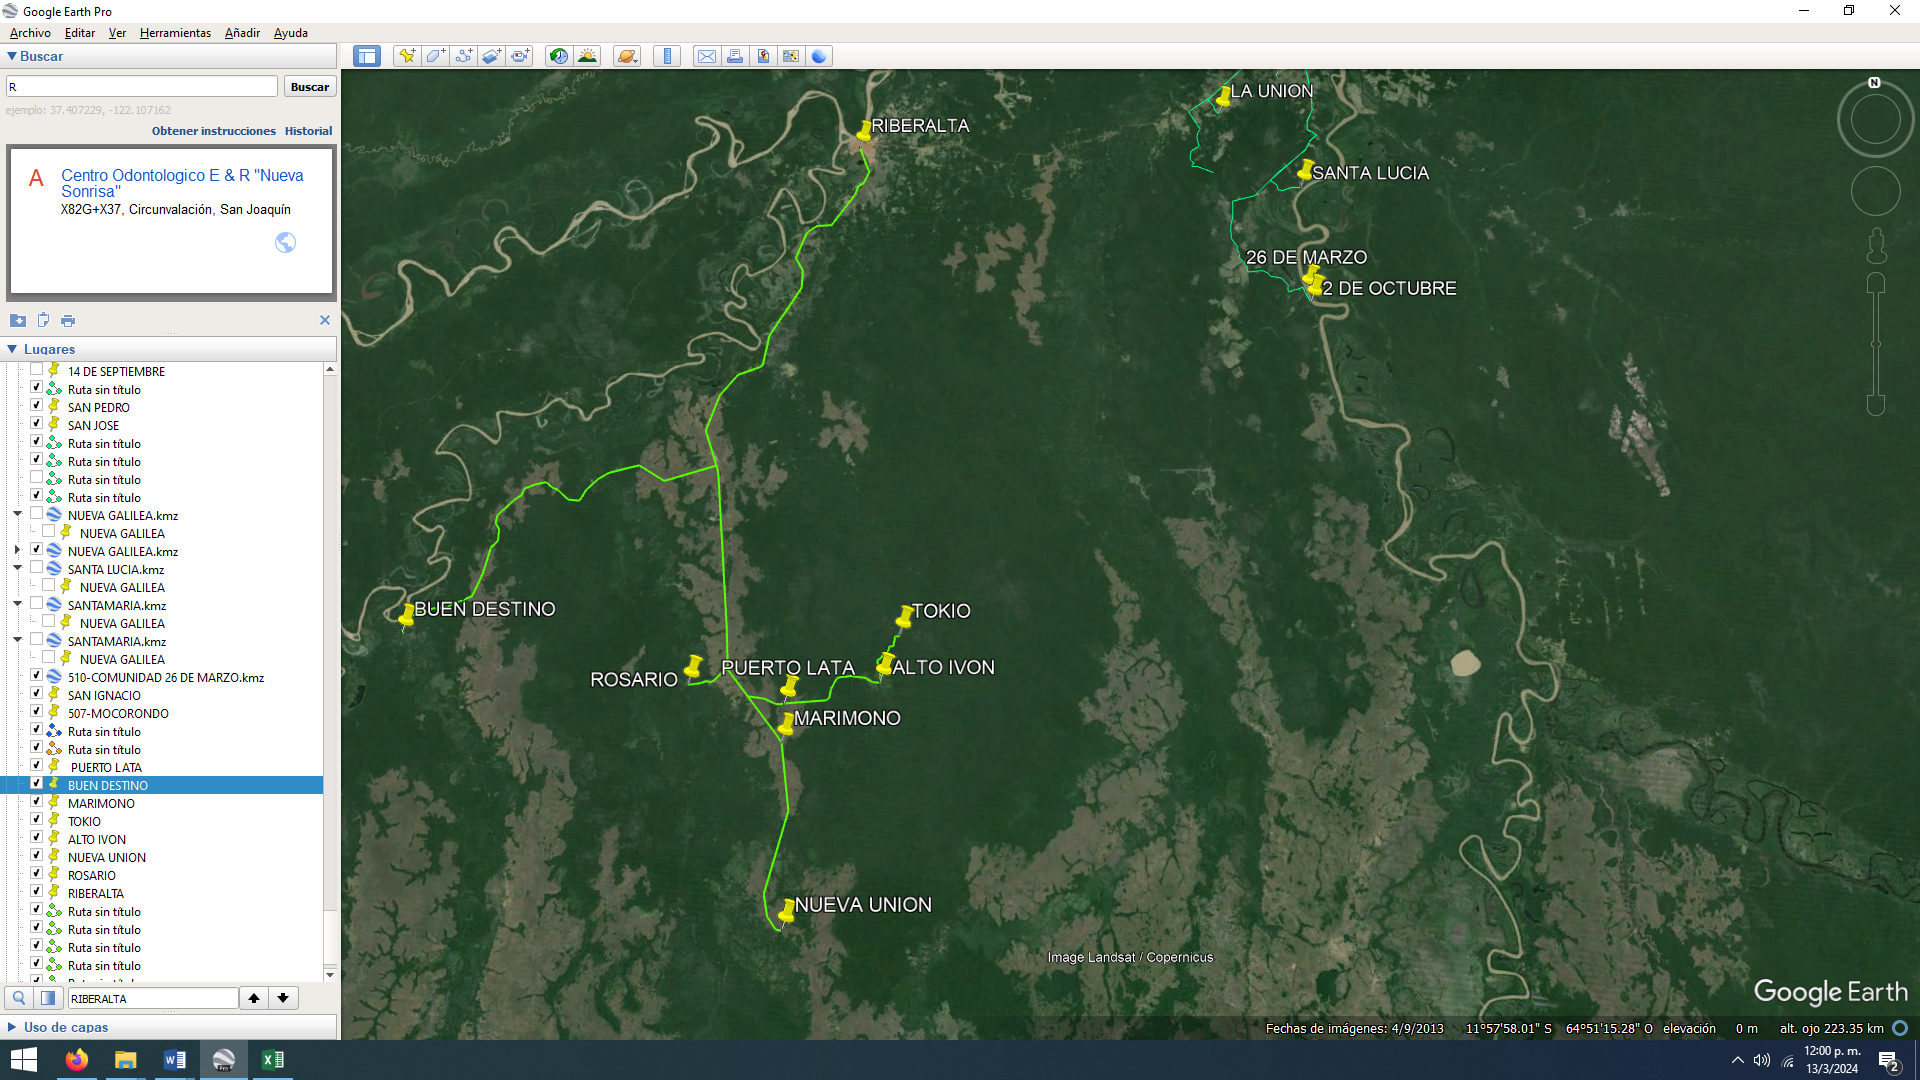 Google Earth Pro
Archivo Editar Ver Herramientas Añadir Ayuda
Buscar
R
Buscar
ejemplo: 37.407229, -122.107162
Obtener instrucciones Historial
A
Centro Odontologico E & R "Nueva
Sonrisa"
X82G+X37, Circunvalación, San Joaquín
Lugares
14 DE SEPTIEMBRE
Ruta sin título
SAN PEDRO
SAN JOSE
Ruta sin título
Ruta sin título
Ruta sin título
Ruta sin título
NUEVA GALILEA.kmz
NUEVA GALILEA
NUEVA GALILEA.kmz
SANTA LUCIA.kmz
NUEVA GALILEA
SANTAMARIA.kmz
NUEVA GALILEA
SANTAMARIA.kmz
NUEVA GALILEA
510-COMUNIDAD 26 DE MARZO.kmz
SAN IGNACIO
507-MOCORONDO
Ruta sin título
Ruta sin título
PUERTO LATA
BUEN DESTINO
MARIMONO
TOKIO
ALTO IVON
NUEVA UNION
ROSARIO
RIBERALTA
Ruta sin título
Ruta sin título
Ruta sin título
Ruta sin título
RIBERALTA
Uso de capas
N
LA UNION
RIBERALTA
SANTA LUCIA
26 DE MARZO
2 DE OCTUBRE
BUEN DESTINO
TOKIO
ROSARIO
PUERTO LATA
ALTO IVON
MARIMONO
NUEVA UNION
Image Landsat / Copernicus
Google Earth
Fechas de imágenes: 4/9/2013 11°57'58.01" S 64°51'15.28" O elevación 0 m alt. ojo 223.35 km
12:00 p. m.
13/3/2024
2